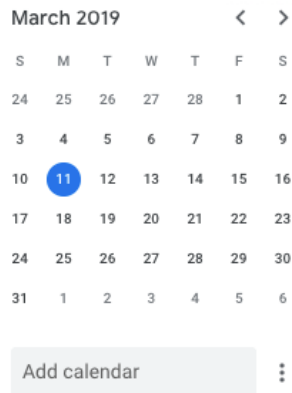 March 2019
S M T W T F S
24 25 26 27 28 1 2
3 4 5 6 7 8 9
10 11 12 13 14 15 16
17 18 19 20 21 22 23
24 25 26 27 28 29 30
31 1 2 3 4 5 6
Add calendar